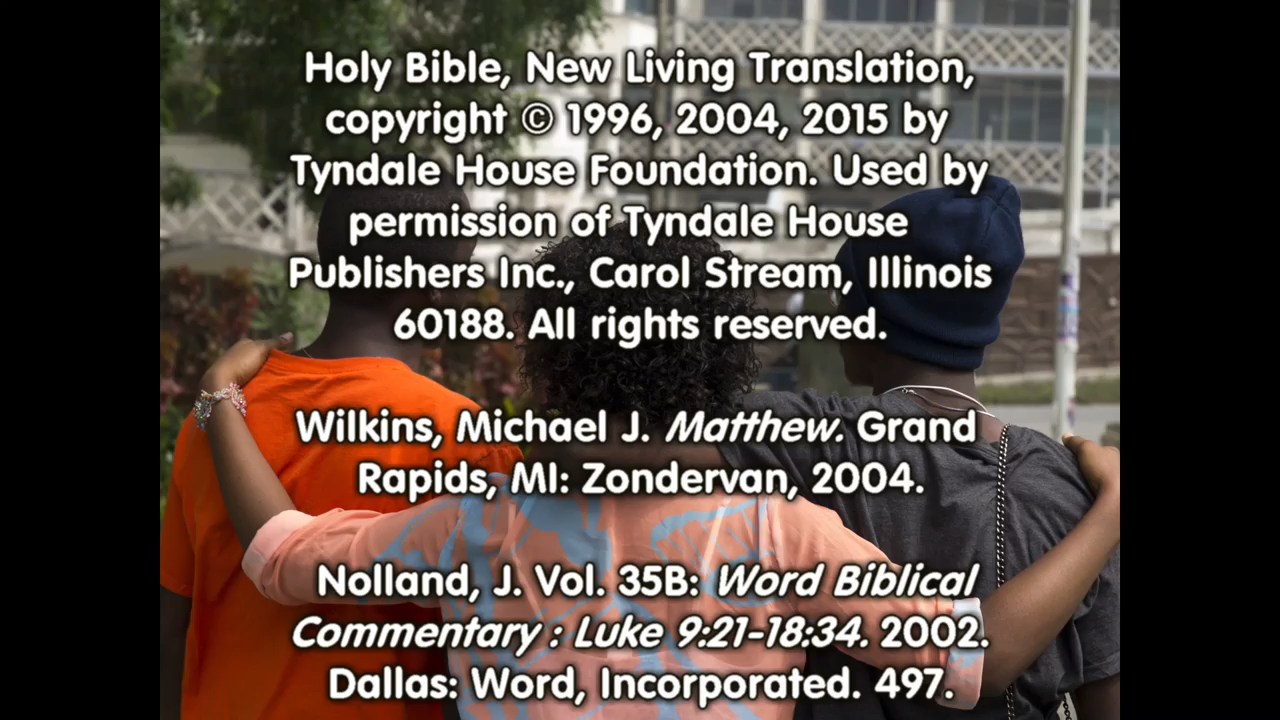 Holy Bible, New Living Translation,
copyright © 1996, 2004, 2015 by
Tyndale House Foundation. Used by
permission of Tyndale House
Publishers Inc., Carol Stream, Illinois
60188. All rights reserved.
Wilkins, Michael J. Matthew. Grand
Rapids, MI: Zondervan, 2004.
Nolland, J. Vol. 35B: Word Biblical
Commentary : Luke 9:21-18:34. 2002.
Dallas: Word, Incorporated. 497.